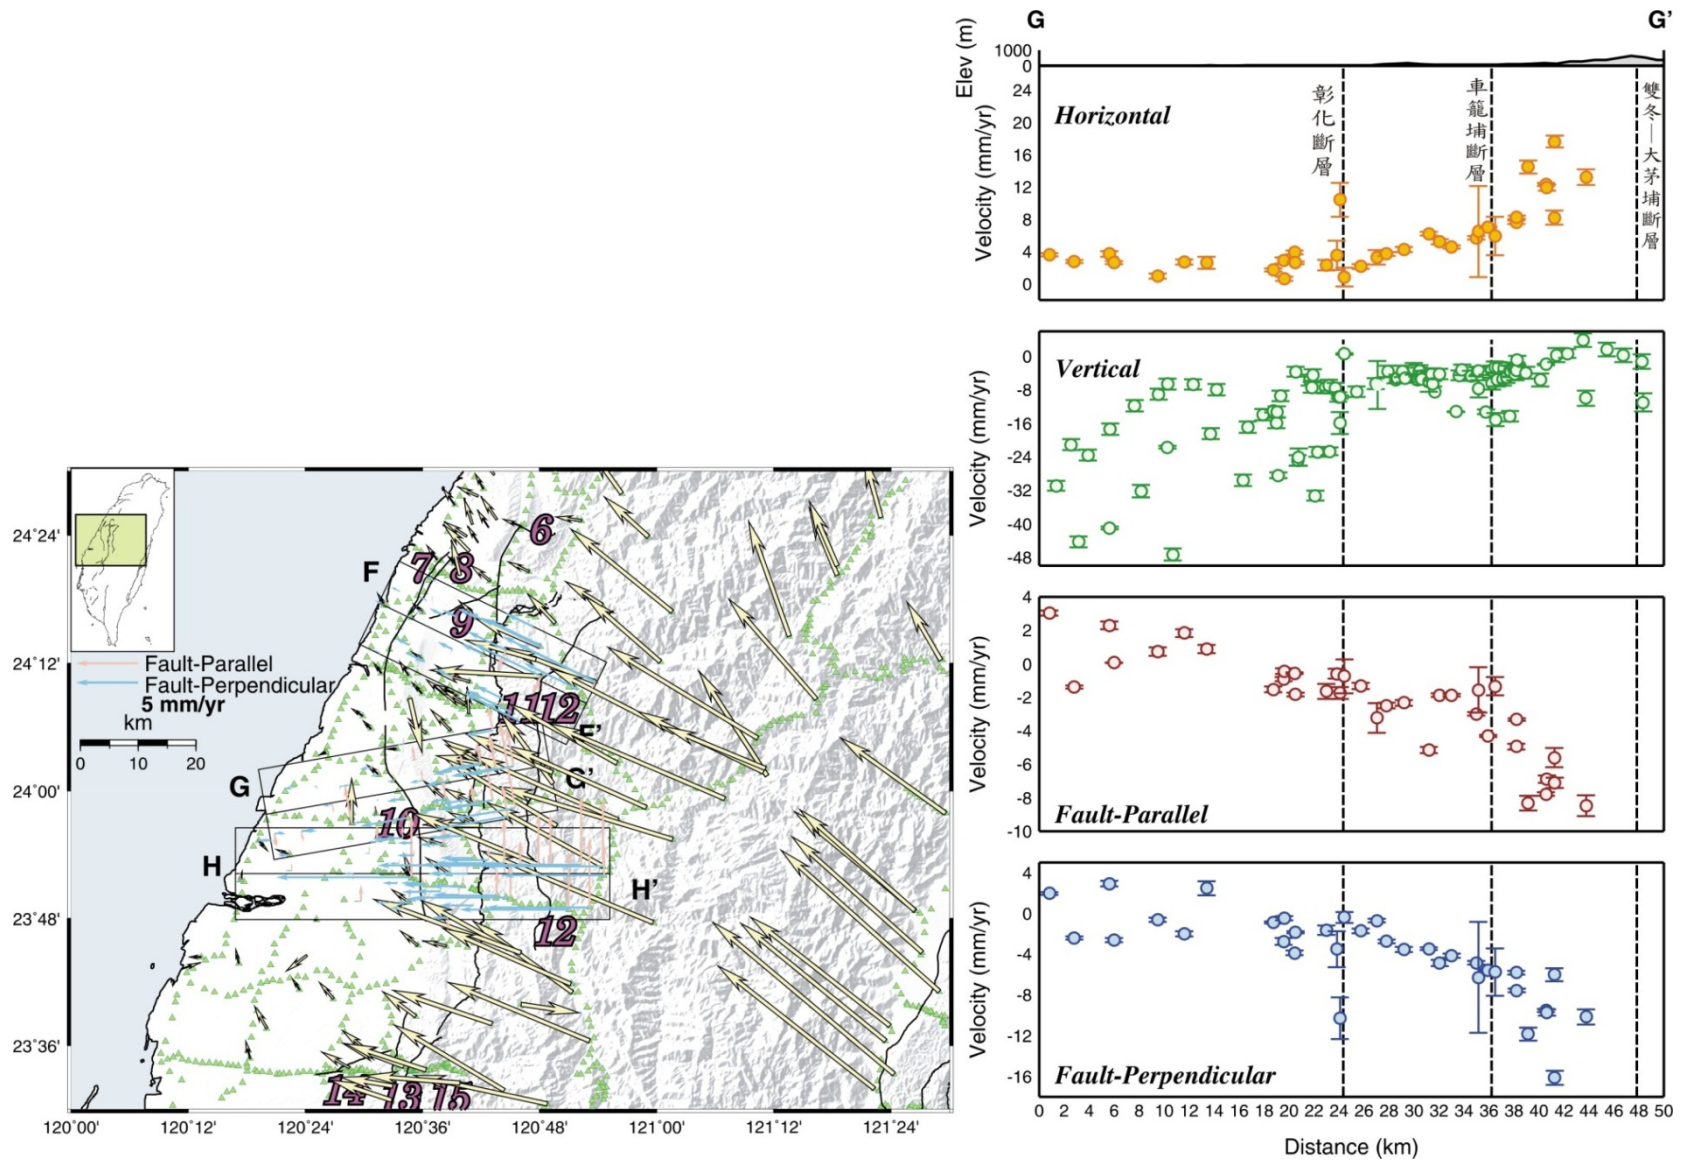 G
G'
Elev (m)
1000
0
Velocity (mm/yr)
24
20
16
12
8
4
0
Horizontal
彰化斷層
車籠埔斷層
雙冬—大茅埔斷層
Velocity (mm/yr)
0
-8
-16
-24
-32
-40
-48
Vertical
Velocity (mm/yr)
4
2
0
-2
-4
-6
-8
-10
Fault-Parallel
Velocity (mm/yr)
4
0
-4
-8
-12
-16
Fault-Perpendicular
0 2 4 6 8 10 12 14 16 18 20 22 24 26 28 30 32 34 36 38 40 42 44 46 48 50
Distance (km)
24°24'
24°12'
24°00'
23°48'
23°36'
120°00' 120°12' 120°24' 120°36' 120°48' 121°00' 121°12' 121°24'
Fault-Parallel
Fault-Perpendicular
5 mm/yr
km
0 10 20
6
7 8
F
9
11 12
F'
G
G'
10
H
H'
12
14 13 15